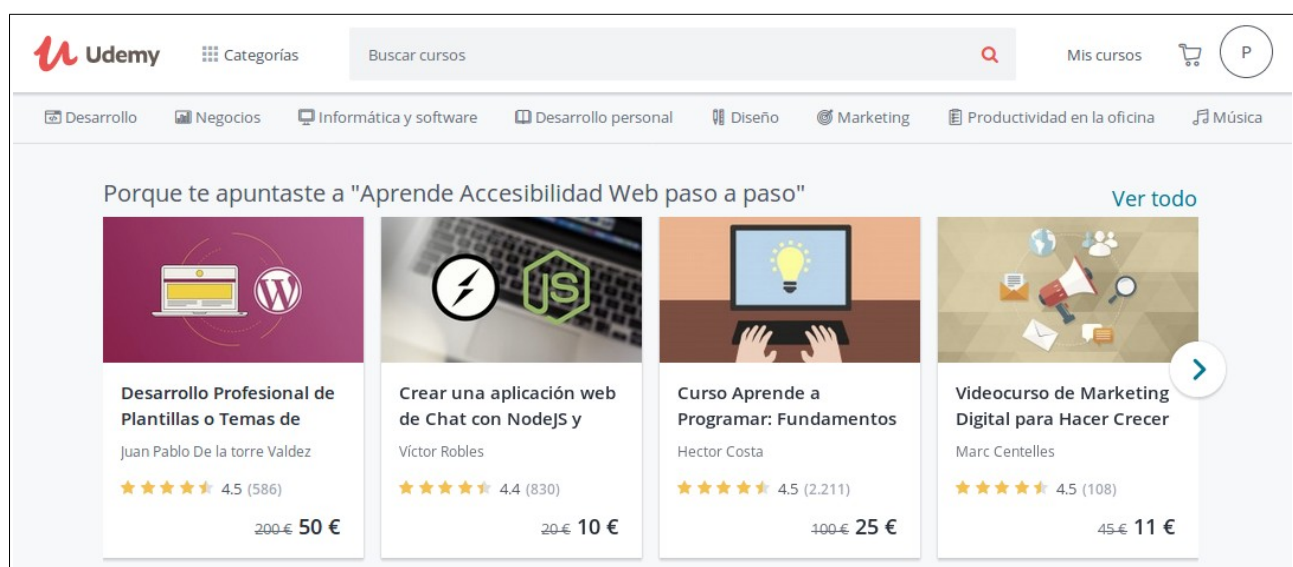 Udemy
Categorías
Buscar cursos
Mis cursos
P
Desarrollo
Negocios
Informática y software
Desarrollo personal
Diseño
Marketing
Productividad en la oficina
Música
Porque te apuntaste a "Aprende Accesibilidad Web paso a paso"
Ver todo
JS
Desarrollo Profesional de
Plantillas o Temas de
Juan Pablo De la torre Valdez
4.5 (586)
200 € 50 €
Crear una aplicación web
de Chat con NodeJS y
Víctor Robles
4.4 (830)
20 € 10 €
Curso Aprende a
Programar: Fundamentos
Hector Costa
4.5 (2.211)
100 € 25 €
Videocurso de Marketing
Digital para Hacer Crecer
Marc Centelles
4.5 (108)
45 € 11 €